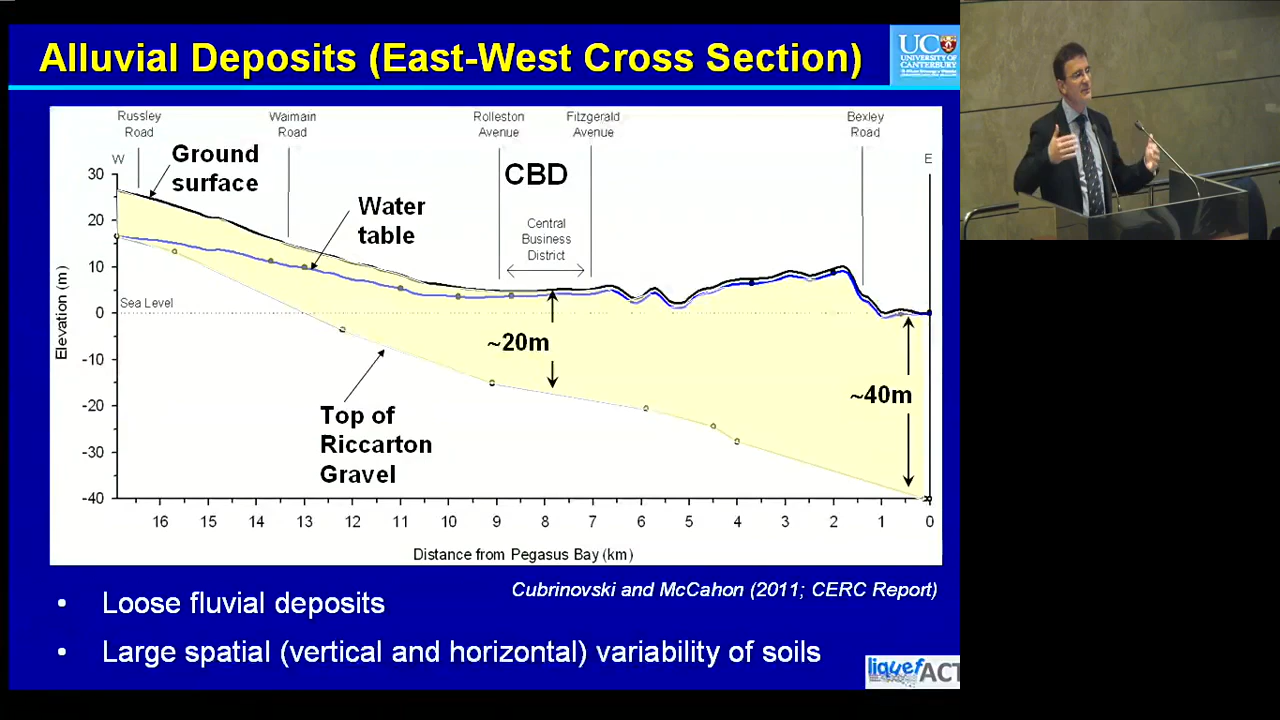 Alluvial Deposits (East-West Cross Section)
UC
UNIVERSITY OF
CANTERBURY
Russley
Road
Waimain
Road
Rolleston
Avenue
Fitzgerald
Avenue
Bexley
Road
W
E
Ground
surface
CBD
Water
table
Central
Business
District
30
20
10
0
-10
-20
-30
-40
Elevation (m)
Sea Level
~20m
~40m
Top of
Riccarton
Gravel
16 15 14 13 12 11 10 9 8 7 6 5 4 3 2 1 0
Distance from Pegasus Bay (km)
Cubrinovski and McCahon (2011; CERC Report)
• Loose fluvial deposits
• Large spatial (vertical and horizontal) variability of soils
liquefACT